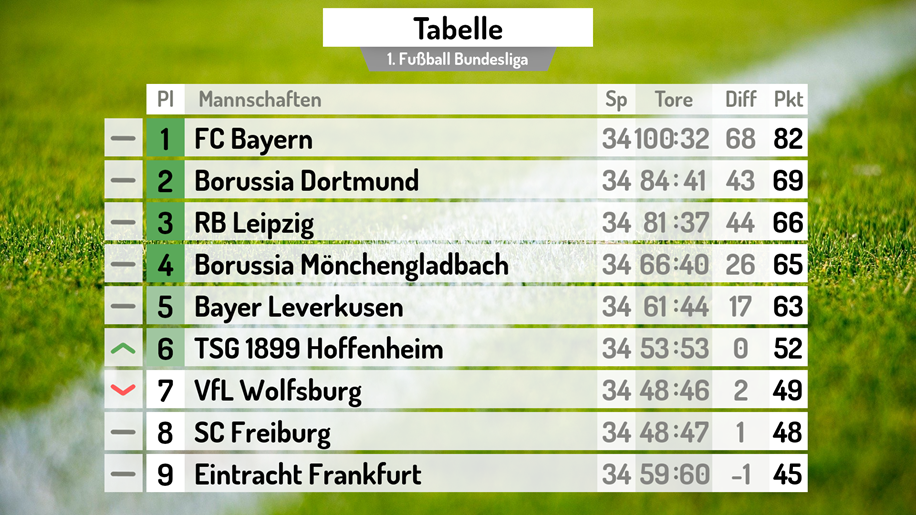 Tabelle
1. Fußball Bundesliga
Pl Mannschaften Sp Tore Diff Pkt
1 FC Bayern 34 100:32 68 82
2 Borussia Dortmund 34 84:41 43 69
3 RB Leipzig 34 81:37 44 66
4 Borussia Mönchengladbach 34 66:40 26 65
5 Bayer Leverkusen 34 61:44 17 63
6 TSG 1899 Hoffenheim 34 53:53 0 52
7 VfL Wolfsburg 34 48:46 2 49
8 SC Freiburg 34 48:47 1 48
9 Eintracht Frankfurt 34 59:60 -1 45